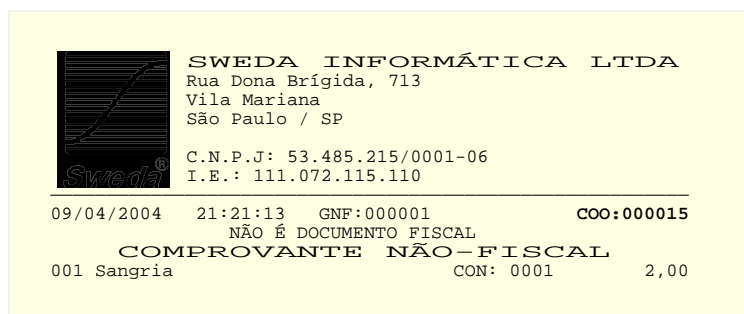 SWEDA INFORMÁTICA LTDA
Rua Dona Brígida, 713
Vila Mariana
São Paulo / SP
C.N.P.J: 53.485.215/0001-06
Sweda®
I.E.: 111.072.115.110
09/04/2004 21:21:13 GNF:000001 COO:000015
NÃO É DOCUMENTO FISCAL
COMPROVANTE NÃO-FISCAL
001 Sangria CON: 0001 2,00